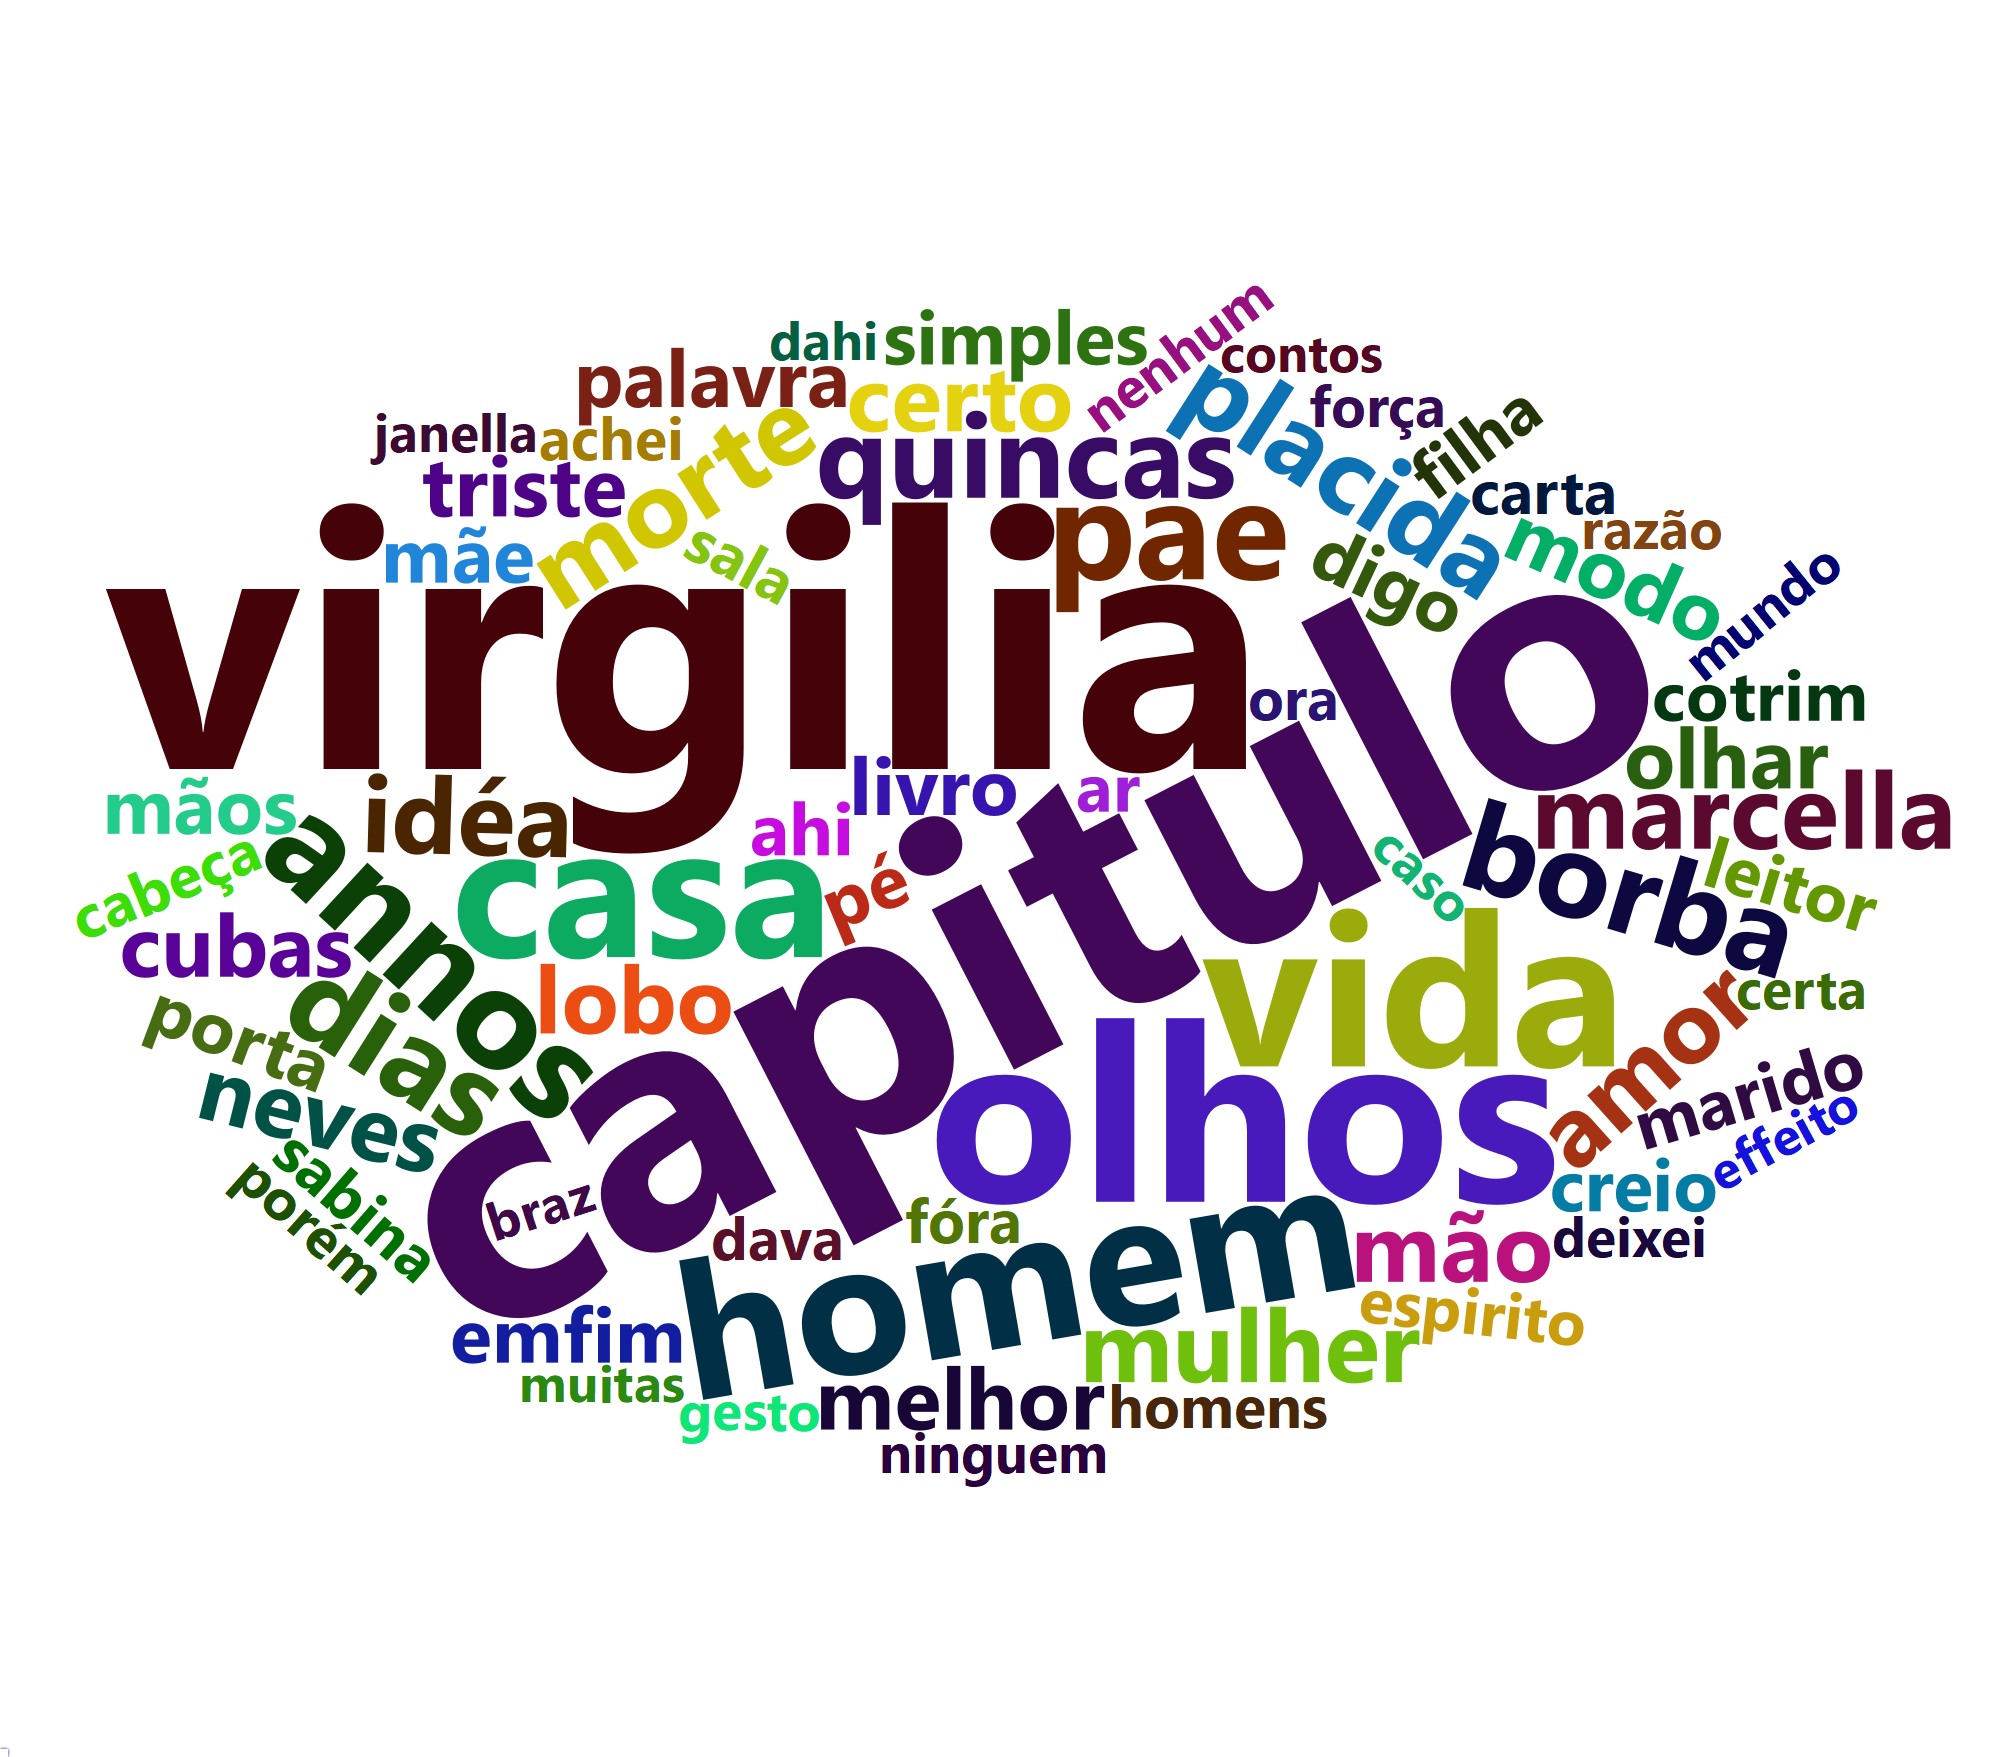 nenhum
dahi
simples
contos
palavra
certo
placida
força
filha
janella
achei
morte
quincas
triste
carta
mãe
sala
pae
digo
modo
razão
mundo
virgilia
capitulo
ora
cotrim
olhar
mãos
idéa
ahi
livro
ar
marcella
cabeça
annos
casa
pé
caso
borba
leitor
cubas
dias
lobo
vida
amor
certa
porta
neves
olhos
marido
effeito
sabina
porém
braz
dava
fóra
homem
mão
creio
deixei
emfim
mulher
espirito
muitas
gesto
melhor
homens
ninguem